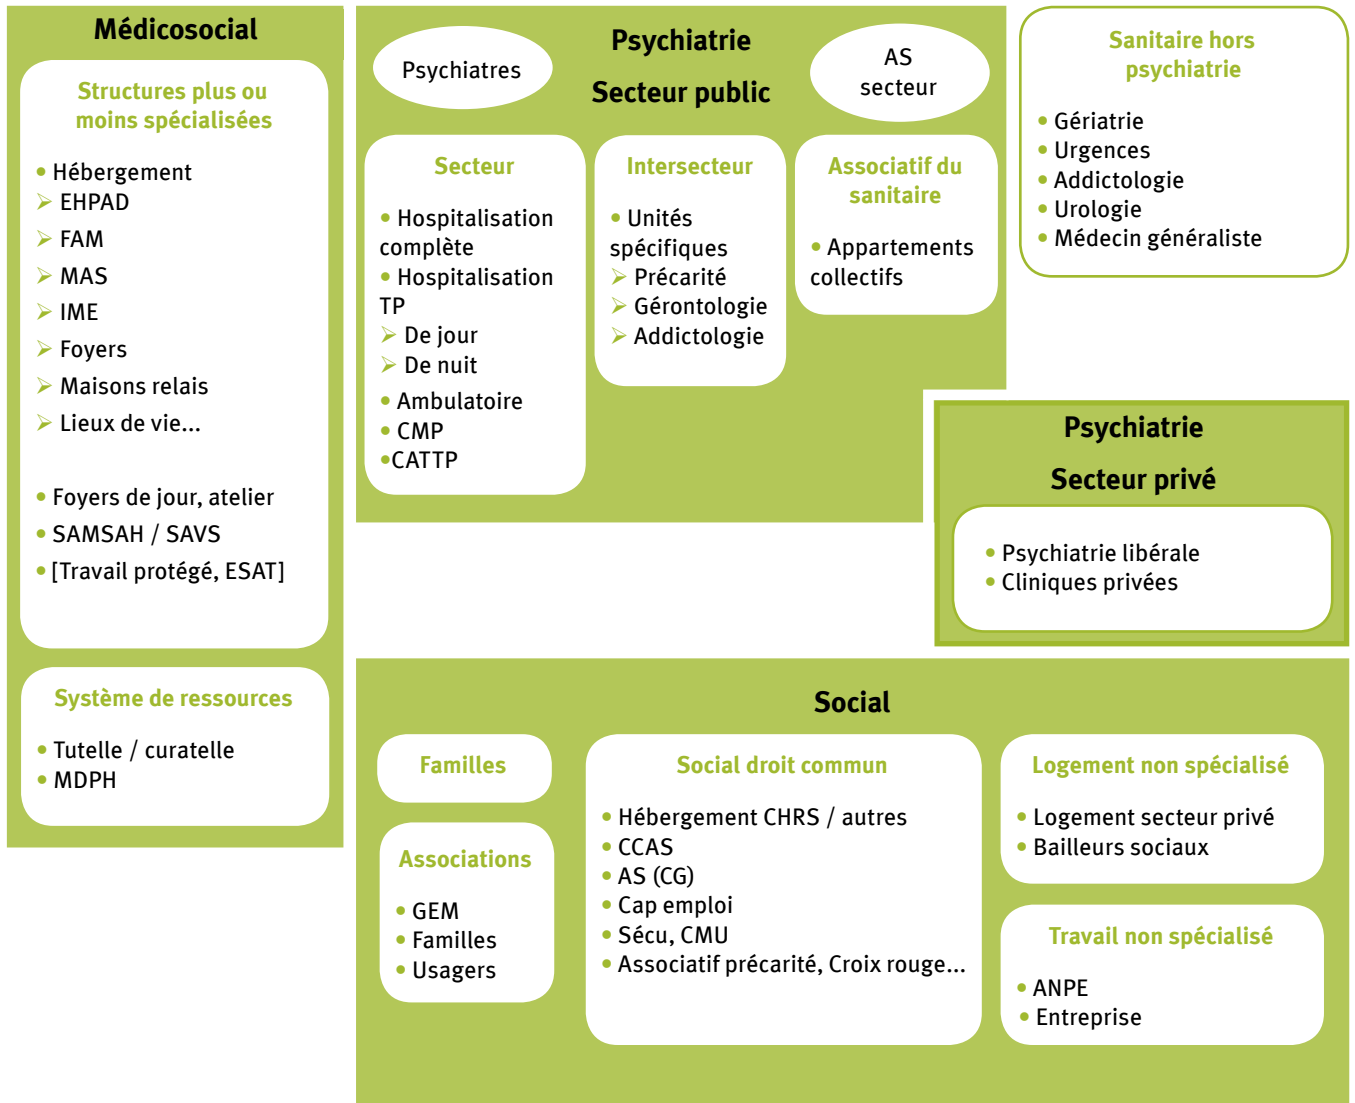 Médicosocial
Structures plus ou
moins spécialisées
• Hébergement
➢ EHPAD
➢ FAM
➢ MAS
➢ IME
➢ Foyers
➢ Maisons relais
➢ Lieux de vie...
• Foyers de jour, atelier
• SAMSAH / SAVS
• [Travail protégé, ESAT]
Système de ressources
• Tutelle / curatelle
• MDPH
Psychiatrie
Secteur public
Psychiatres
AS
secteur
Secteur
• Hospitalisation
complète
• Hospitalisation
TP
➢ De jour
➢ De nuit
• Ambulatoire
• CMP
•CATTP
Intersecteur
• Unités
spécifiques
➢ Précarité
➢ Gérontologie
➢ Addictologie
Associatif du
sanitaire
• Appartements
collectifs
Sanitaire hors
psychiatrie
• Gériatrie
• Urgences
• Addictologie
• Urologie
• Médecin généraliste
Psychiatrie
Secteur privé
• Psychiatrie libérale
• Cliniques privées
Social
Familles
Associations
• GEM
• Familles
• Usagers
Social droit commun
• Hébergement CHRS / autres
• CCAS
• AS (CG)
• Cap emploi
• Sécu, CMU
• Associatif précarité, Croix rouge...
Logement non spécialisé
• Logement secteur privé
• Bailleurs sociaux
Travail non spécialisé
• ANPE
• Entreprise